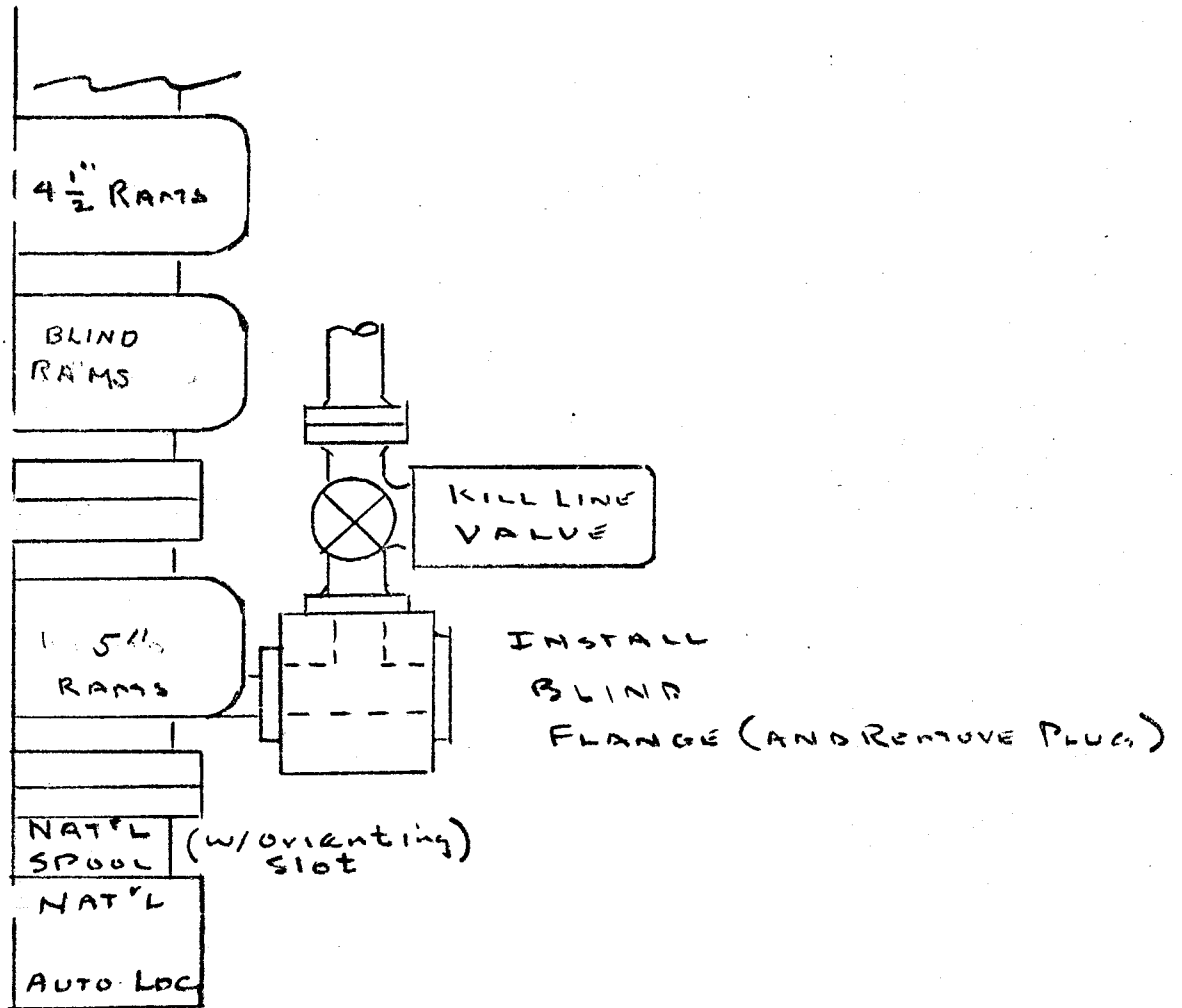 4 1/2" RAMS
BLIND
RAMS
KILL LINE
VALVE
5"
RAMS
INSTALL
BLIND
FLANGE (AND REMOVE PLUG)
NAT'L
SPOOL
(w/orienting)
slot
NAT'L
AUTO LOC